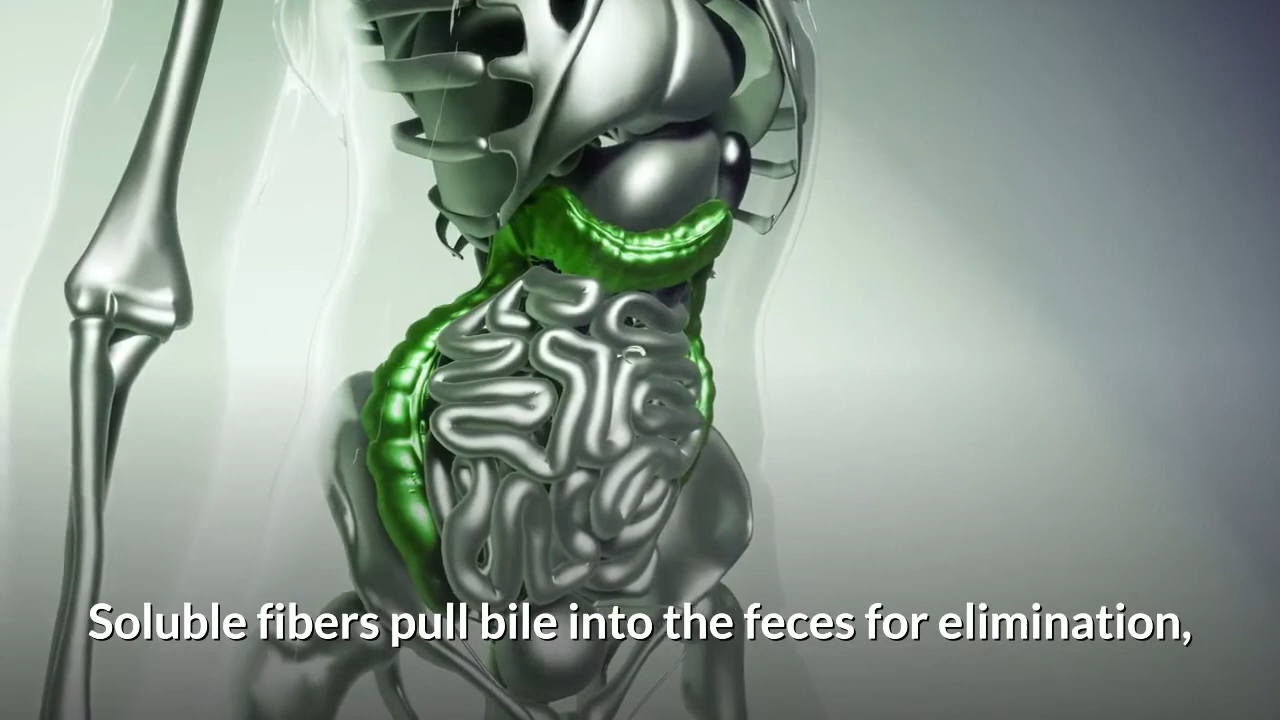 Soluble fibers pull bile into the feces for elimination,